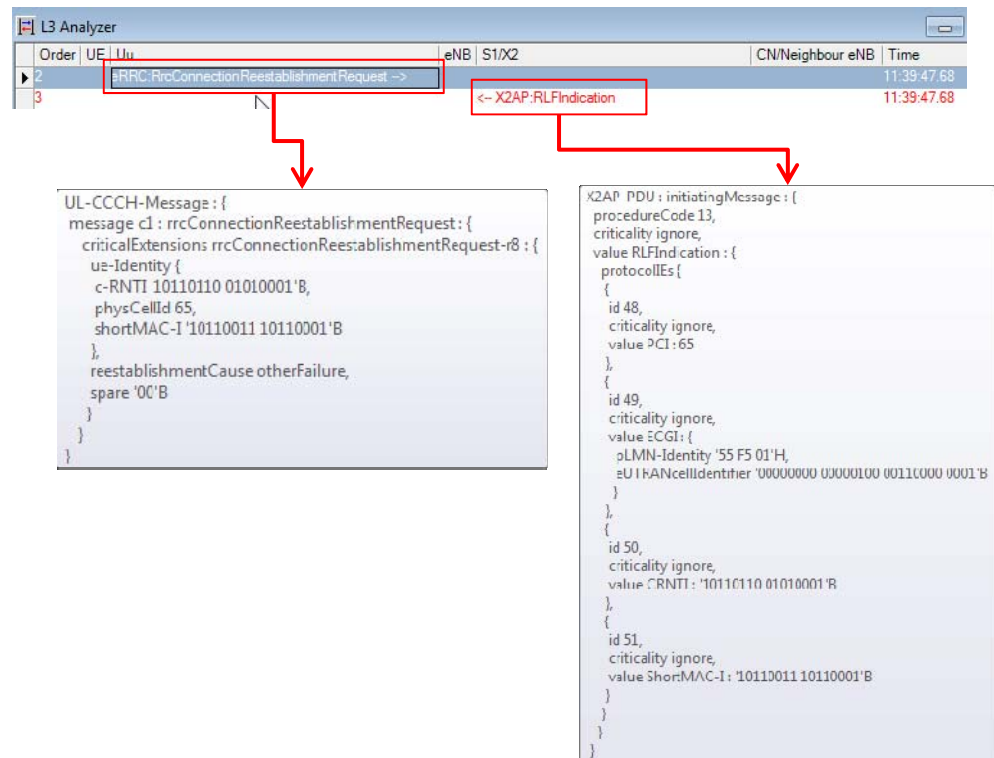 L3 Analyzer
Order UE Uu eNB S1/X2 CN/Neighbour eNB Time
2 eRRC:RrcConnectionReestablishmentRequest --> 11:39:47.68
3 <-- X2AP:RLFIndication 11:39:47.68
UL-CCCH-Message : {
message c1 : rrcConnectionReestablishmentRequest : {
criticalExtensions rrcConnectionReestablishmentRequest-r8 : {
ue-Identity {
c-RNTI 10110110 01010001'B,
physCellId 65,
shortMAC-I '10110011 10110001'B
},
reestablishmentCause otherFailure,
spare '00'B
}
}
}
X2AP PDU : initiatingMessage : {
procedureCode 13,
criticality ignore,
value RLFIndication : {
protocolIEs {
{
id 48,
criticality ignore,
value PCI : 65
},
{
id 49,
criticality ignore,
value ECGI : {
pLMN-Identity '55 F5 01'H,
eUTRANcellIdentifier '00000000 00000100 00110000 0001'B
}
},
{
id 50,
criticality ignore,
value CRNTI : '10110110 01010001'B
},
{
id 51,
criticality ignore,
value ShortMAC-I : '10110011 10110001'B
}
}
}
}